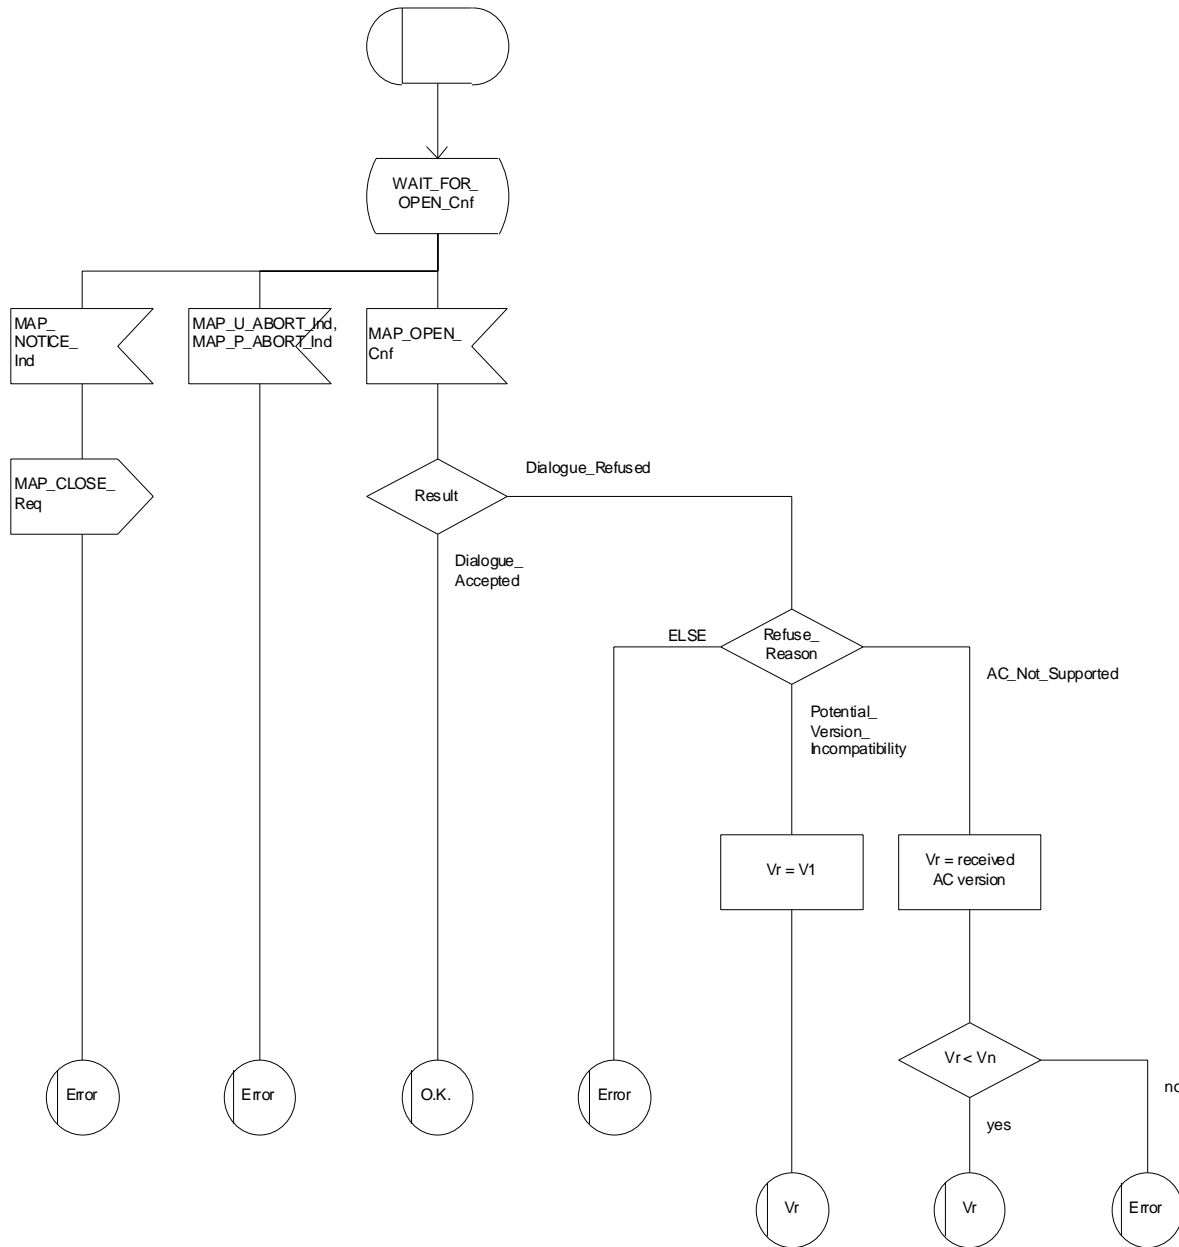 WAIT_FOR_
OPEN_Cnf
MAP_
NOTICE_
Ind
MAP_U_ABORT_Ind,
MAP_P_ABORT_Ind
MAP_OPEN_
Cnf
MAP_CLOSE_
Req
Result
Dialogue_Refused
Dialogue_
Accepted
ELSE
Refuse_
Reason
AC_Not_Supported
Potential_
Version_
Incompatibility
Vr = V1
Vr = received
AC version
Vr < Vn
no
yes
Error
Error
O.K.
Error
Vr
Vr
Error